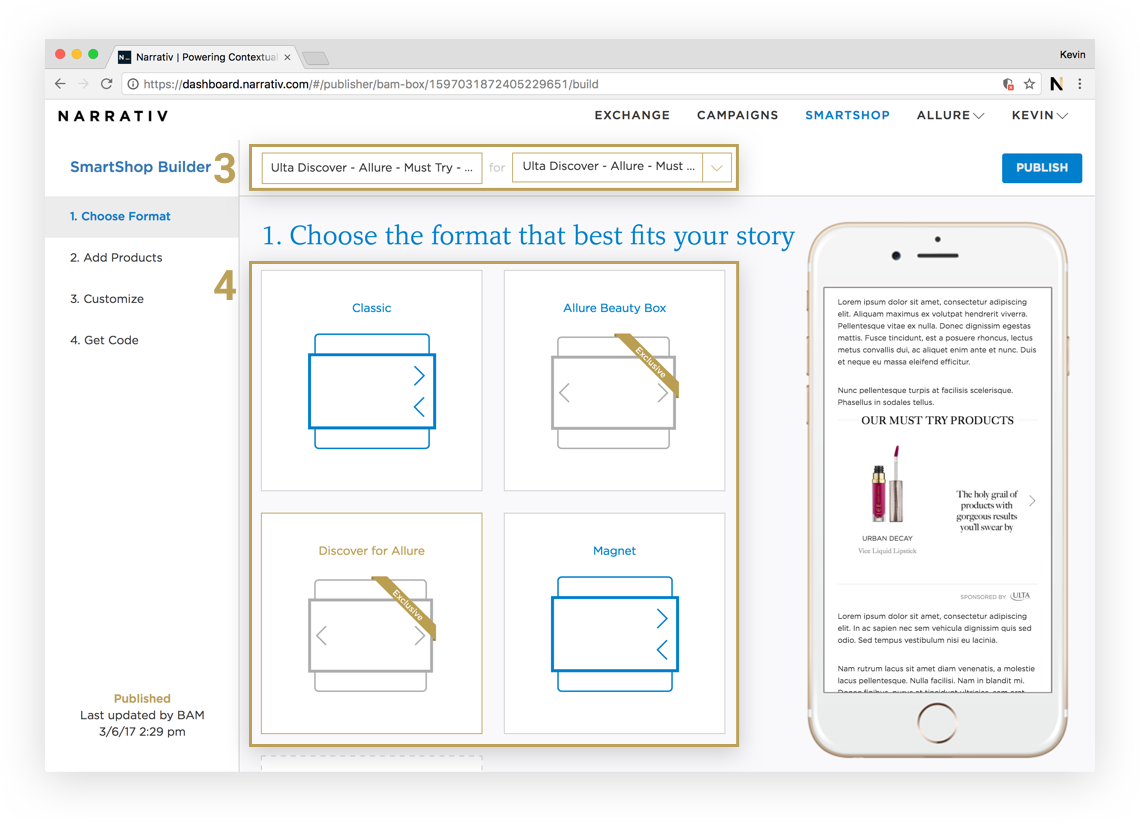 Narrativ | Powering Contextual
Kevin
https://dashboard.narrativ.com/#/publisher/bam-box/1597031872405229651/build
NARRATIV
EXCHANGE
CAMPAIGNS
SMARTSHOP
ALLURE
KEVIN
SmartShop Builder
3
Ulta Discover - Allure - Must Try - ...
for
Ulta Discover - Allure - Must ...
PUBLISH
1. Choose Format
2. Add Products
3. Customize
4. Get Code
4
Published
Last updated by BAM
3/6/17 2:29 pm
1. Choose the format that best fits your story
Classic
Allure Beauty Box
Exclusive
Discover for Allure
Exclusive
Magnet
Lorem ipsum dolor sit amet, consectetur adipiscing
elit. Aliquam maximus ex volutpat hendrerit viverra.
Pellentesque vitae ex nulla. Donec dignissim egestas
mattis. Fusce tincidunt, est a posuere rhoncus, lectus
metus convallis dui, ac aliquet enim ante et nunc. Duis
et neque eu massa eleifend efficitur.
Nunc pellentesque turpis at facilisis scelerisque.
Phasellus in sodales tellus.
OUR MUST TRY PRODUCTS
The holy grail of
products with
gorgeous results
you'll swear by
URBAN DECAY
Vice Liquid Lipstick
SPONSORED BY ULTA
Lorem ipsum dolor sit amet, consectetur adipiscing
elit. In ac sapien nec sem vehicula dignissim quis sed
odio. Sed tempus vestibulum nisi eu lacinia.
Nam rutrum lacus sit amet diam venenatis, a molestie
lacus pellentesque. Nulla facilisi. Nam in blandit mi.